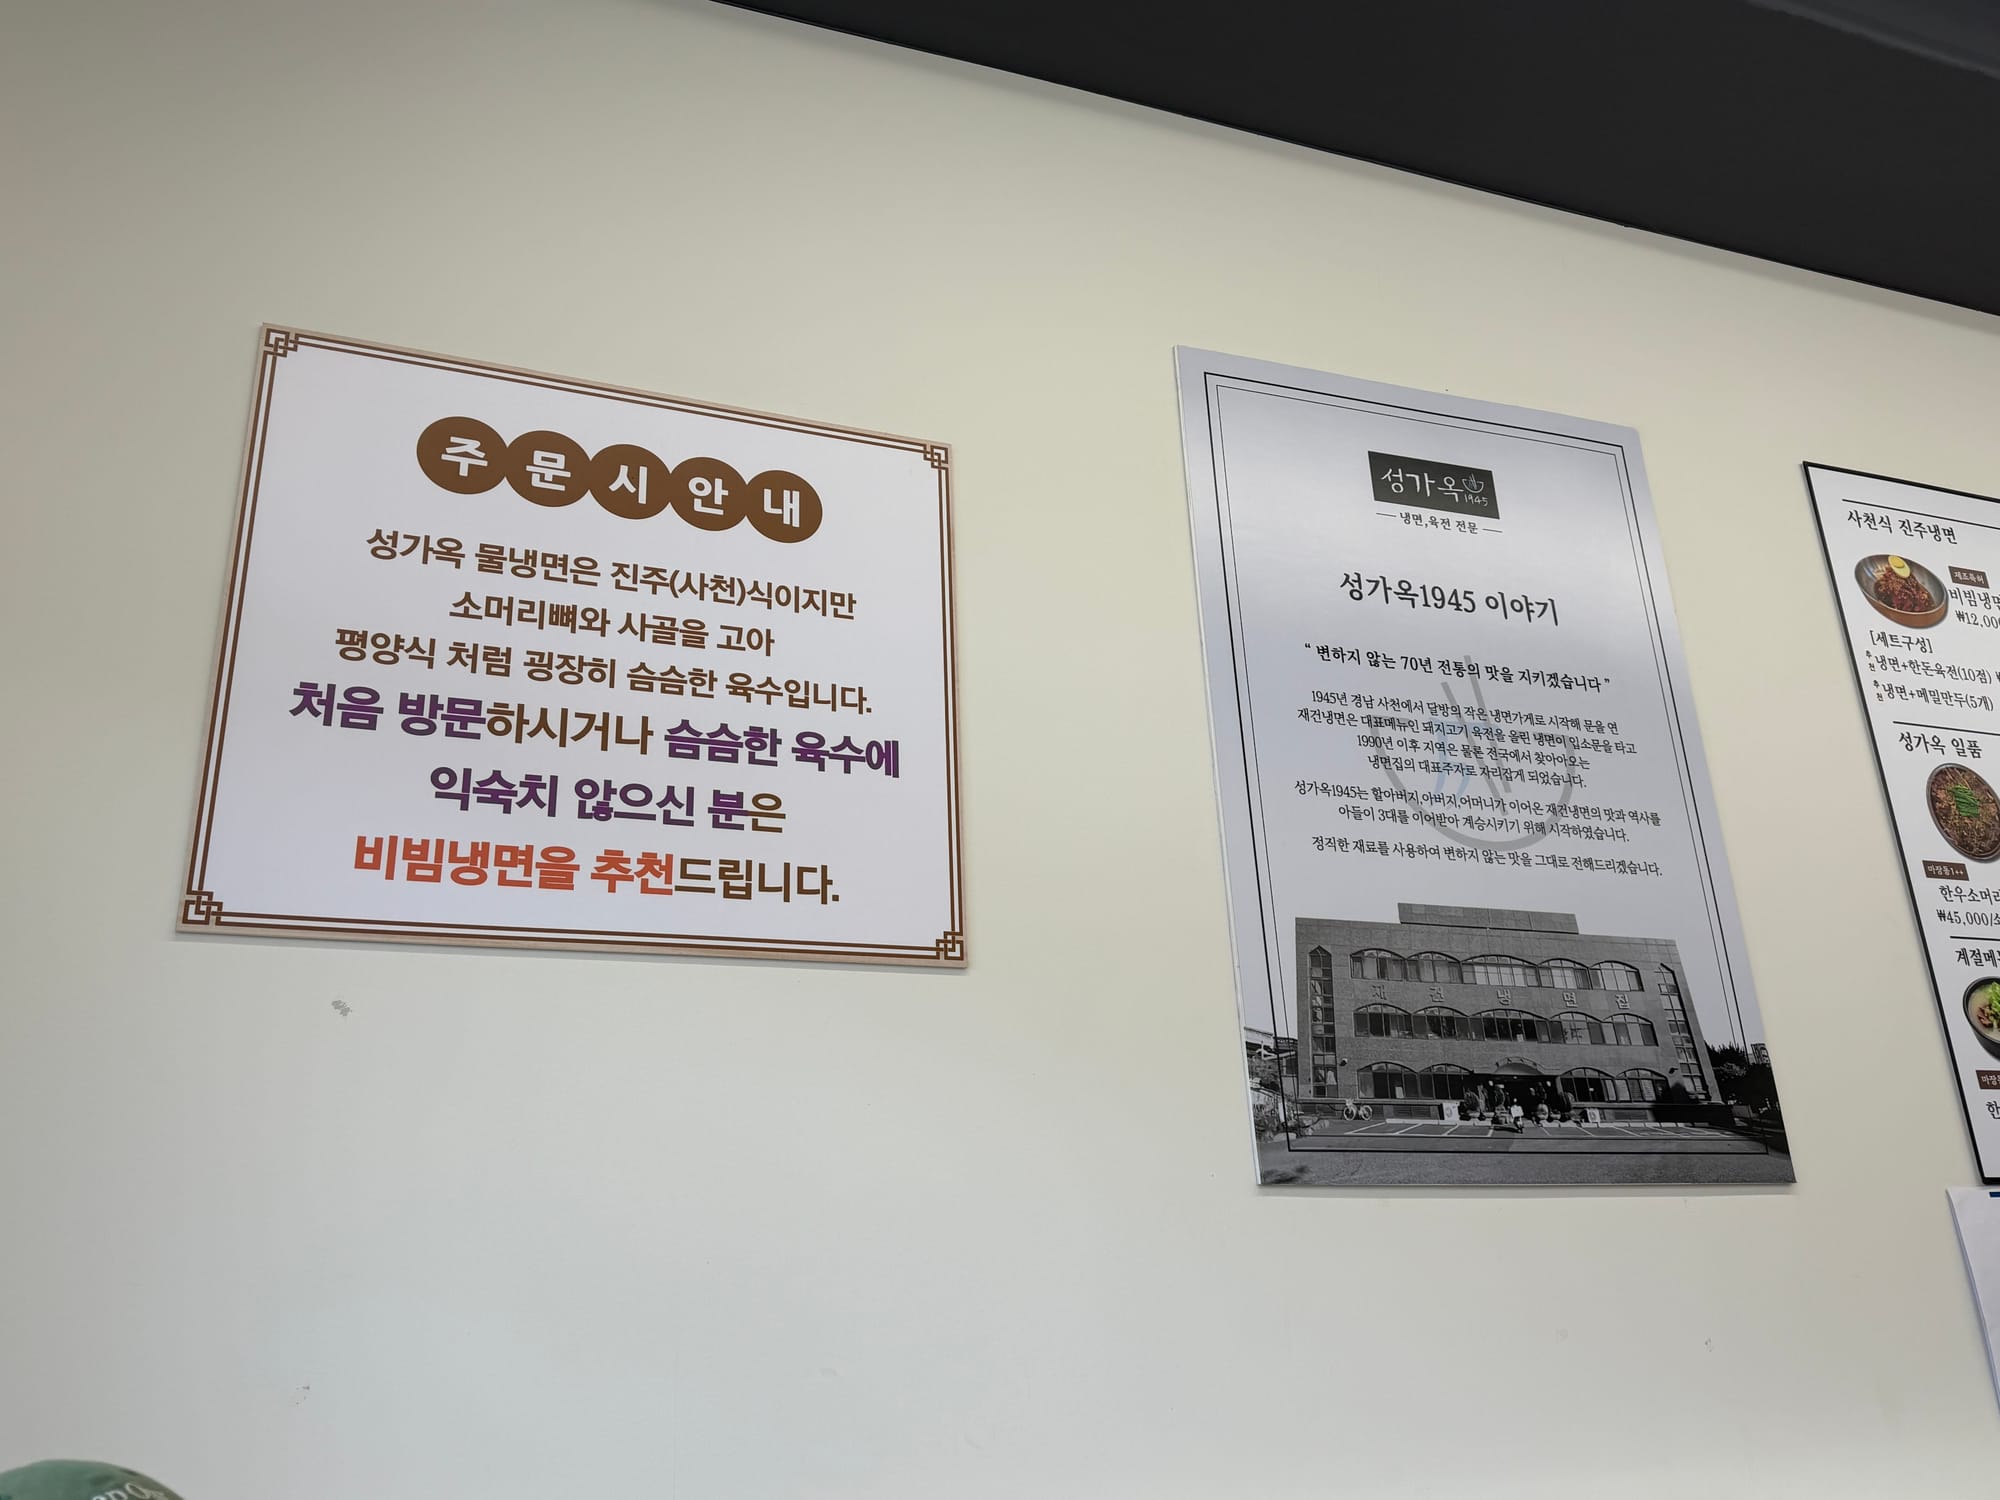 주문시안내
성가옥 물냉면은 진주(사천)식이지만
소머리뼈와 사골을 고아
평양식 처럼 굉장히 슴슴한 육수입니다.
처음 방문하시거나 슴슴한 육수에
익숙치 않으신 분은
비빔냉면을 추천드립니다.
성가옥 1945
냉면,육전 전문
성가옥1945 이야기
“ 변하지 않는 70년 전통의 맛을 지키겠습니다 ”
1945년 경남 사천에서 달방의 작은 냉면가게로 시작해 문을 연
재건냉면은 대표메뉴인 돼지고기 육전을 올린 냉면이 입소문을 타고
1990년 이후 지역은 물론 전국에서 찾아아오는
냉면집의 대표주자로 자리잡게 되었습니다.
성가옥1945는 할아버지,아버지,어머니가 이어온 재건냉면의 맛과 역사를
아들이 3대를 이어받아 계승시키기 위해 시작하였습니다.
정직한 재료를 사용하여 변하지 않는 맛을 그대로 전해드리겠습니다.
재건냉면집
사천식 진주냉면
제조특허
비빔냉면
₩12,000
[세트구성]
추천 냉면+한돈육전(10점)
추천 냉면+메밀만두(5개)
성가옥 일품
마장동1++
한우소머리
₩45,000/소
계절메뉴